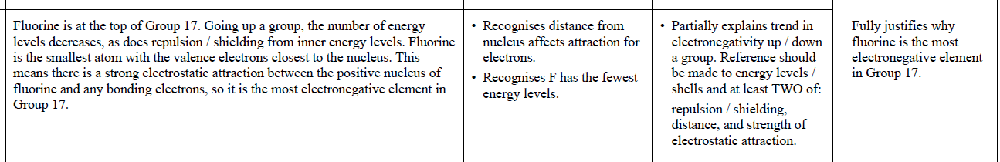 Fluorine is at the top of Group 17. Going up a group, the number of energy
levels decreases, as does repulsion / shielding from inner energy levels. Fluorine
is the smallest atom with the valence electrons closest to the nucleus. This
means there is a strong electrostatic attraction between the positive nucleus of
fluorine and any bonding electrons, so it is the most electronegative element in
Group 17.
• Recognises distance from
nucleus affects attraction for
electrons.
• Recognises F has the fewest
energy levels.
• Partially explains trend in
electronegativity up / down
a group. Reference should
be made to energy levels /
shells and at least TWO of:
repulsion / shielding,
distance, and strength of
electrostatic attraction.
Fully justifies why
fluorine is the most
electronegative element
in Group 17.